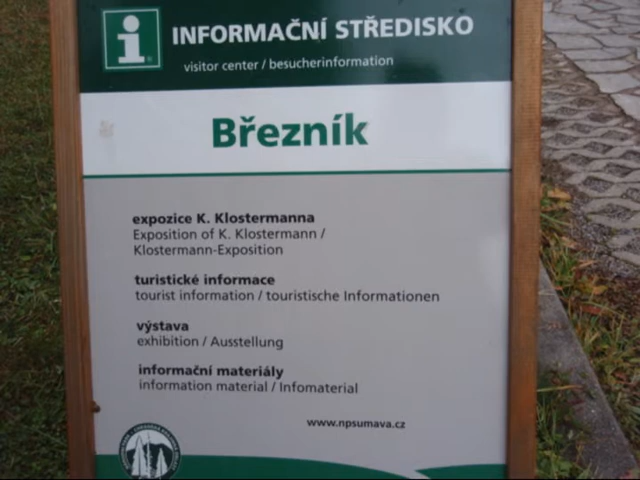 i
INFORMAČNÍ STŘEDISKO
visitor center / besucherinformation
Březník
expozice K. Klostermanna
Exposition of K. Klostermann /
Klostermann-Exposition
turistické informace
tourist information / touristische Informationen
výstava
exhibition / Ausstellung
informační materiály
information material / Infomaterial
www.npsumava.cz